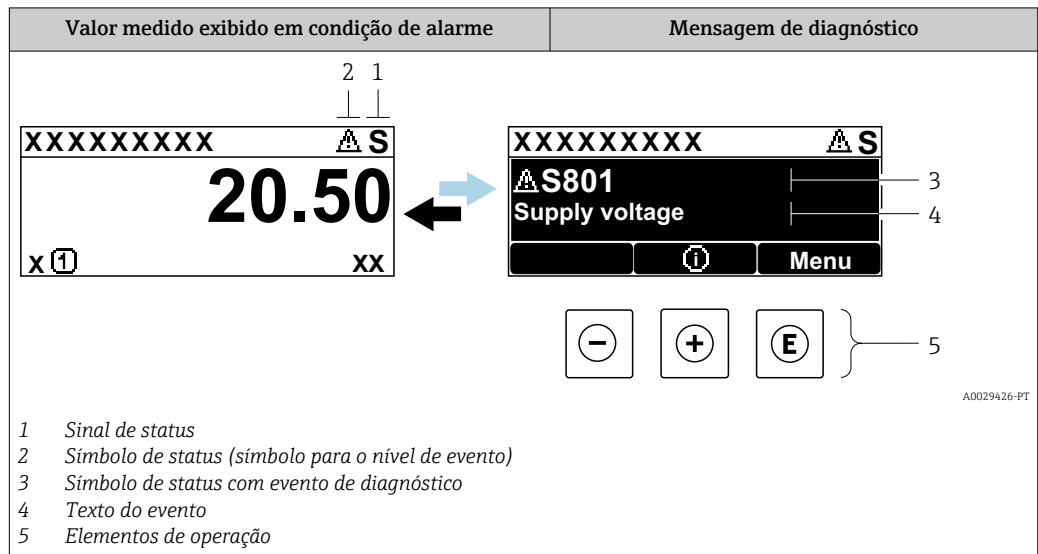 Valor medido exibido em condição de alarme
Mensagem de diagnóstico
2 1
XXXXXXXXX ⚠ S
20.50
X 1 XX
XXXXXXXXX ⚠ S
⚠S801
Supply voltage
i Menu
3
4
- + E
5
A0029426-PT
1 Sinal de status
2 Símbolo de status (símbolo para o nível de evento)
3 Símbolo de status com evento de diagnóstico
4 Texto do evento
5 Elementos de operação